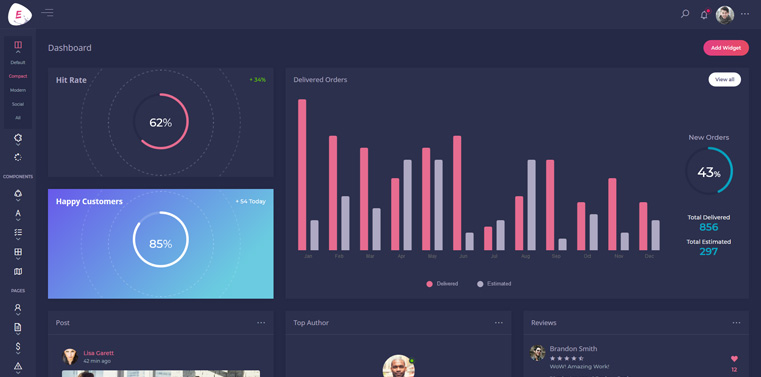 E
Dashboard
Add Widget
Default
Compact
Modern
Social
All
COMPONENTS
PAGES
Hit Rate
+ 34%
62%
Happy Customers
+ 54 Today
85%
Delivered Orders
View all
Jan Feb Mar Apr May Jun Jul Aug Sep Oct Nov Dec
Delivered
Estimated
New Orders
43%
Total Delivered
856
Total Estimated
297
Post
Lisa Garett
42 min ago
Top Author
Reviews
Brandon Smith
WoW! Amazing Work!
12